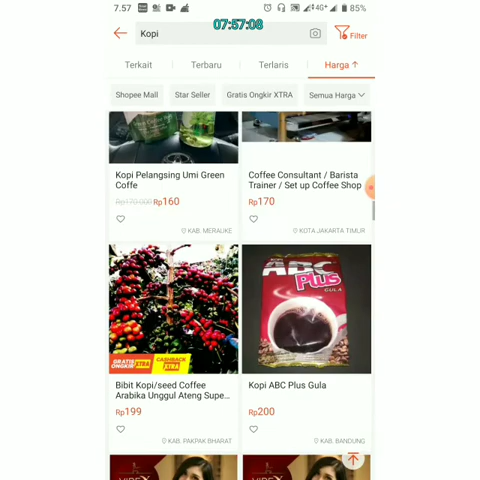 7.57
4G+
85%
Kopi
07:57:08
Filter
Terkait
Terbaru
Terlaris
Harga ↑
Shopee Mall
Star Seller
Gratis Ongkir XTRA
Semua Harga
Kopi Pelangsing Umi Green
Coffe
Rp170.000 Rp160
KAB. MERAUKE
Coffee Consultant / Barista
Trainer / Set up Coffee Shop
Rp170
KOTA JAKARTA TIMUR
GRATIS
ONGKIR XTRA
CASHBACK
XTRA
Bibit Kopi/seed Coffee
Arabika Unggul Ateng Supe...
Rp199
KAB. PAKPAK BHARAT
ABC
Plus
GULA
Kopi ABC Plus Gula
Rp200
KAB. BANDUNG